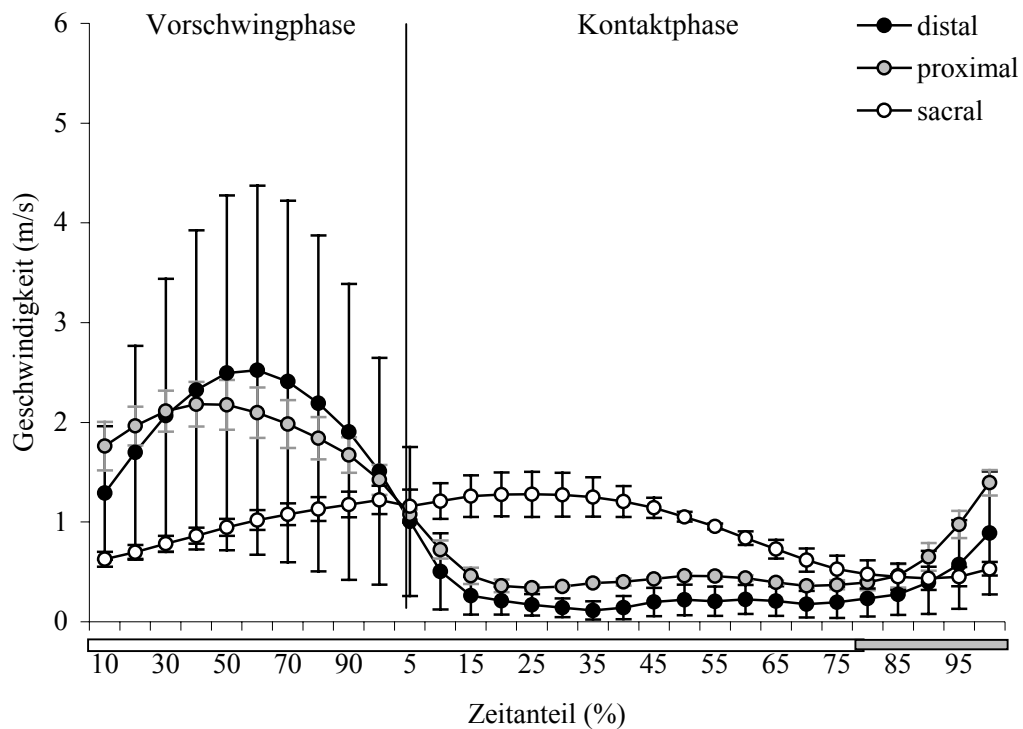 Vorschwingphase
Kontaktphase
distal
proximal
sacral
Geschwindigkeit (m/s)
6
5
4
3
2
1
0
10 30 50 70 90 5 15 25 35 45 55 65 75 85 95
Zeitanteil (%)